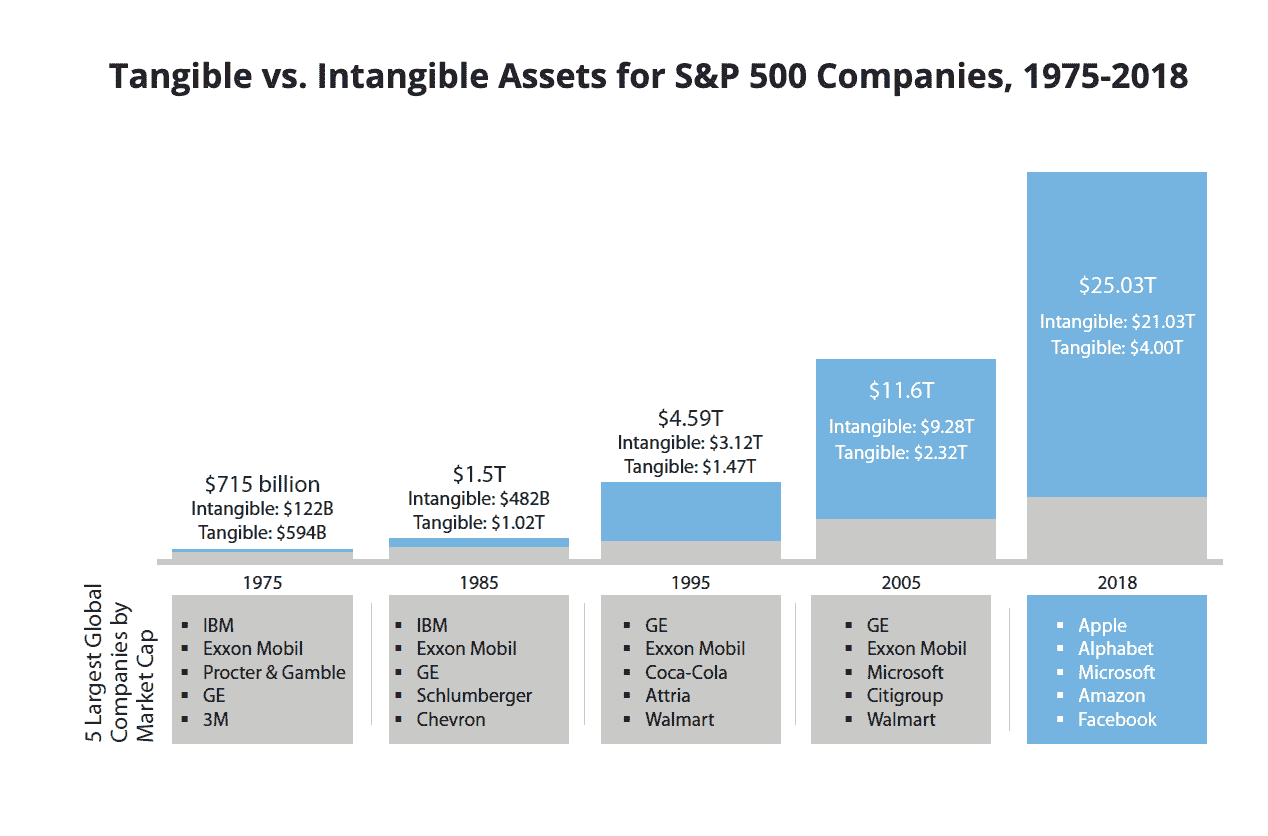 Tangible vs. Intangible Assets for S&P 500 Companies, 1975-2018
$715 billion
Intangible: $122B
Tangible: $594B
$1.5T
Intangible: $482B
Tangible: $1.02T
$4.59T
Intangible: $3.12T
Tangible: $1.47T
$11.6T
Intangible: $9.28T
Tangible: $2.32T
$25.03T
Intangible: $21.03T
Tangible: $4.00T
1975
1985
1995
2005
2018
5 Largest Global
Companies by
Market Cap
▪ IBM
▪ Exxon Mobil
▪ Procter & Gamble
▪ GE
▪ 3M
▪ IBM
▪ Exxon Mobil
▪ GE
▪ Schlumberger
▪ Chevron
▪ GE
▪ Exxon Mobil
▪ Coca-Cola
▪ Attria
▪ Walmart
▪ GE
▪ Exxon Mobil
▪ Microsoft
▪ Citigroup
▪ Walmart
▪ Apple
▪ Alphabet
▪ Microsoft
▪ Amazon
▪ Facebook